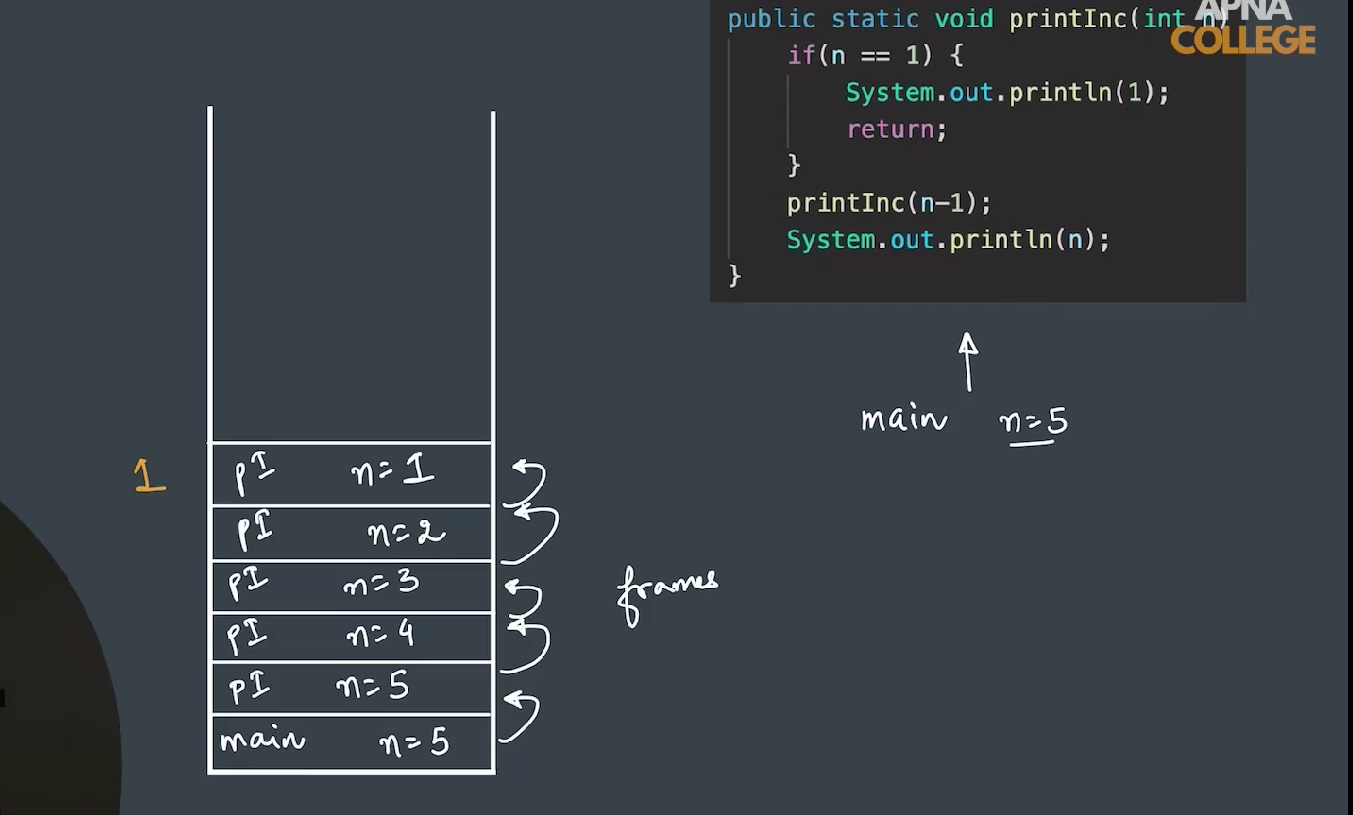 APNA
COLLEGE
public static void printInc(int n)
if(n == 1) {
System.out.println(1);
return;
}
printInc(n-1);
System.out.println(n);
}
main n=5
1
pI n=1
pI n=2
pI n=3
pI n=4
pI n=5
main n=5
frames